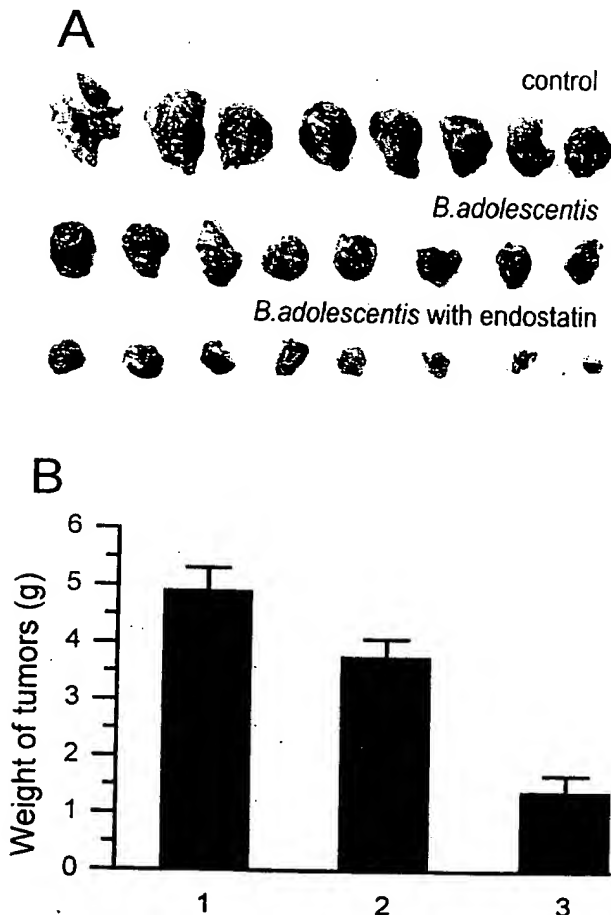 A
control
B.adolescentis
B.adolescentis with endostatin
B
Weight of tumors (g)
6
5
4
3
2
1
0
1 2 3